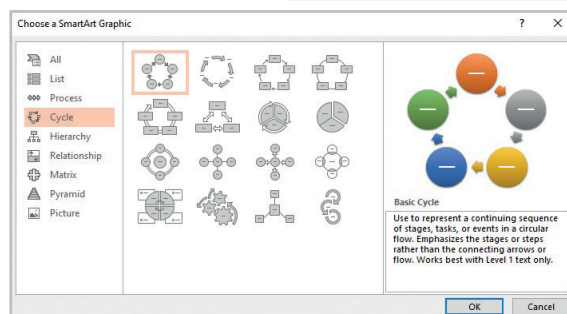 Choose a SmartArt Graphic
? ×
All
List
Process
Cycle
Hierarchy
Relationship
Matrix
Pyramid
Picture
Basic Cycle
Use to represent a continuing sequence
of stages, tasks, or events in a circular
flow. Emphasizes the stages or steps
rather than the connecting arrows or
flow. Works best with Level 1 text only.
OK Cancel